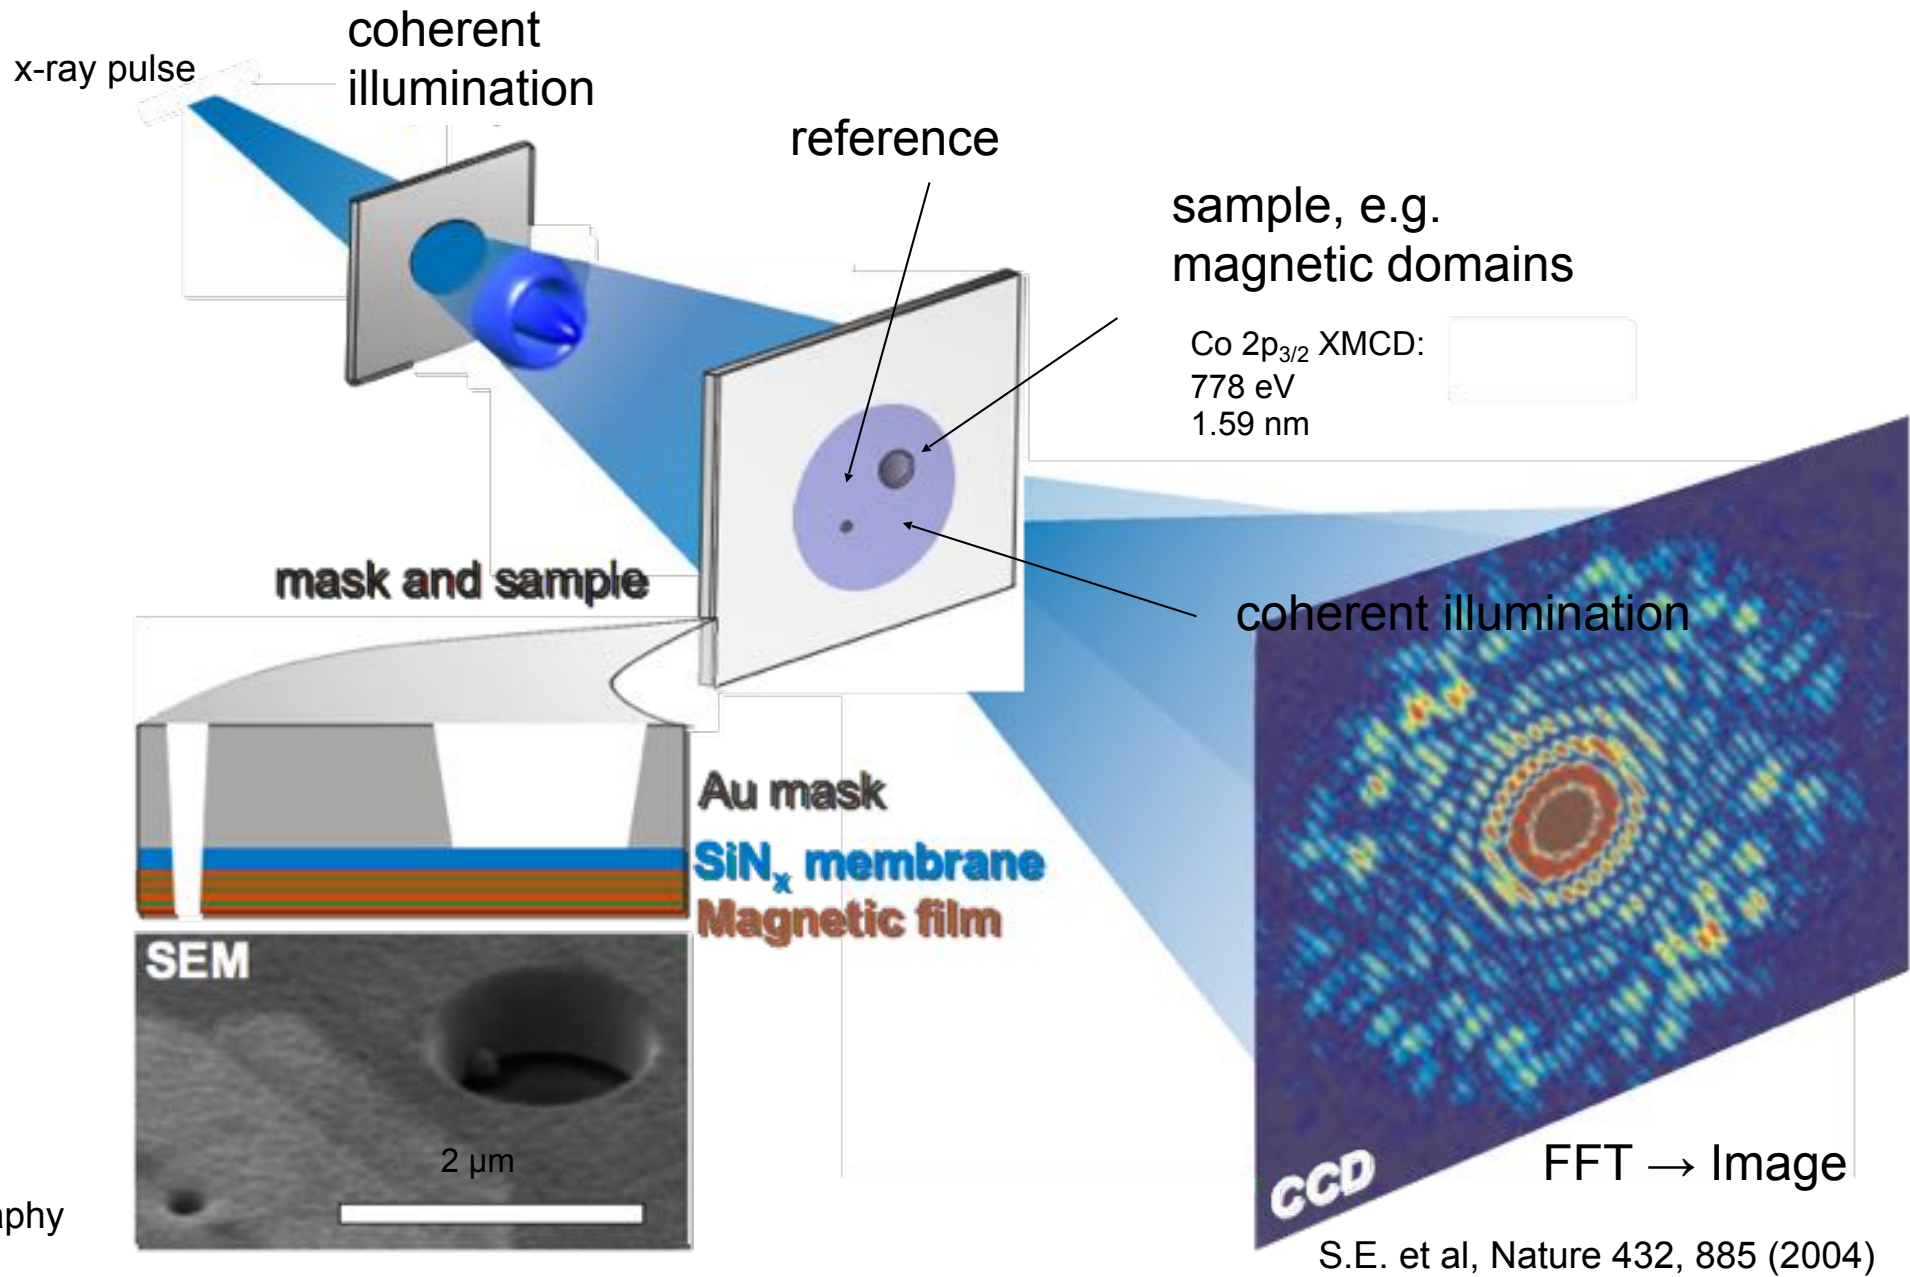 coherent
illumination
x-ray pulse
reference
sample, e.g.
magnetic domains
Co 2p3/2 XMCD:
778 eV
1.59 nm
mask and sample
coherent illumination
Au mask
SiNx membrane
Magnetic film
SEM
2 µm
aphy
CCD
FFT → Image
S.E. et al, Nature 432, 885 (2004)